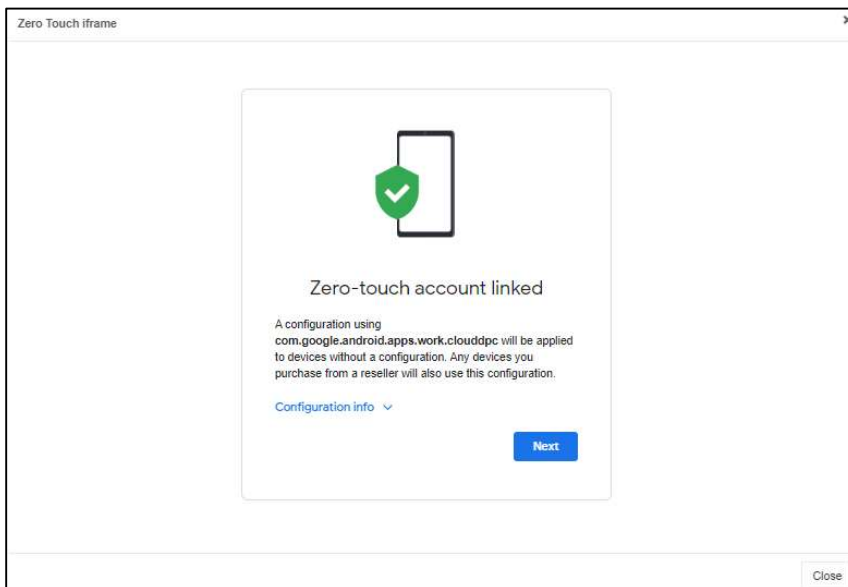 Zero Touch iframe
Zero-touch account linked
A configuration using
com.google.android.apps.work.clouddpc will be applied
to devices without a configuration. Any devices you
purchase from a reseller will also use this configuration.
Configuration info
Next
Close